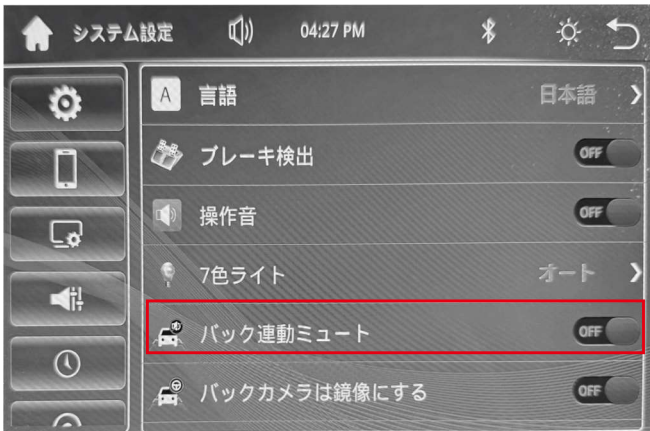 システム設定 04:27 PM
A 言語 日本語
ブレーキ検出 OFF
操作音 OFF
7色ライト オート
バック連動ミュート OFF
バックカメラは鏡像にする OFF